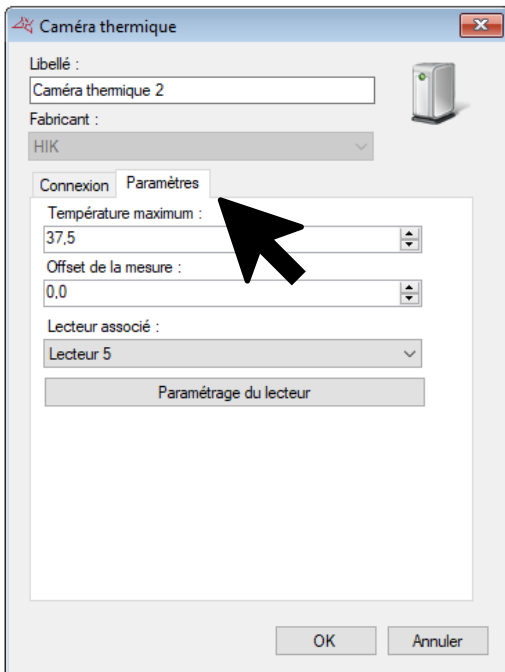 Caméra thermique
Libellé :
Caméra thermique 2
Fabricant :
HIK
Connexion Paramètres
Température maximum :
37,5
Offset de la mesure :
0,0
Lecteur associé :
Lecteur 5
Paramétrage du lecteur
OK Annuler